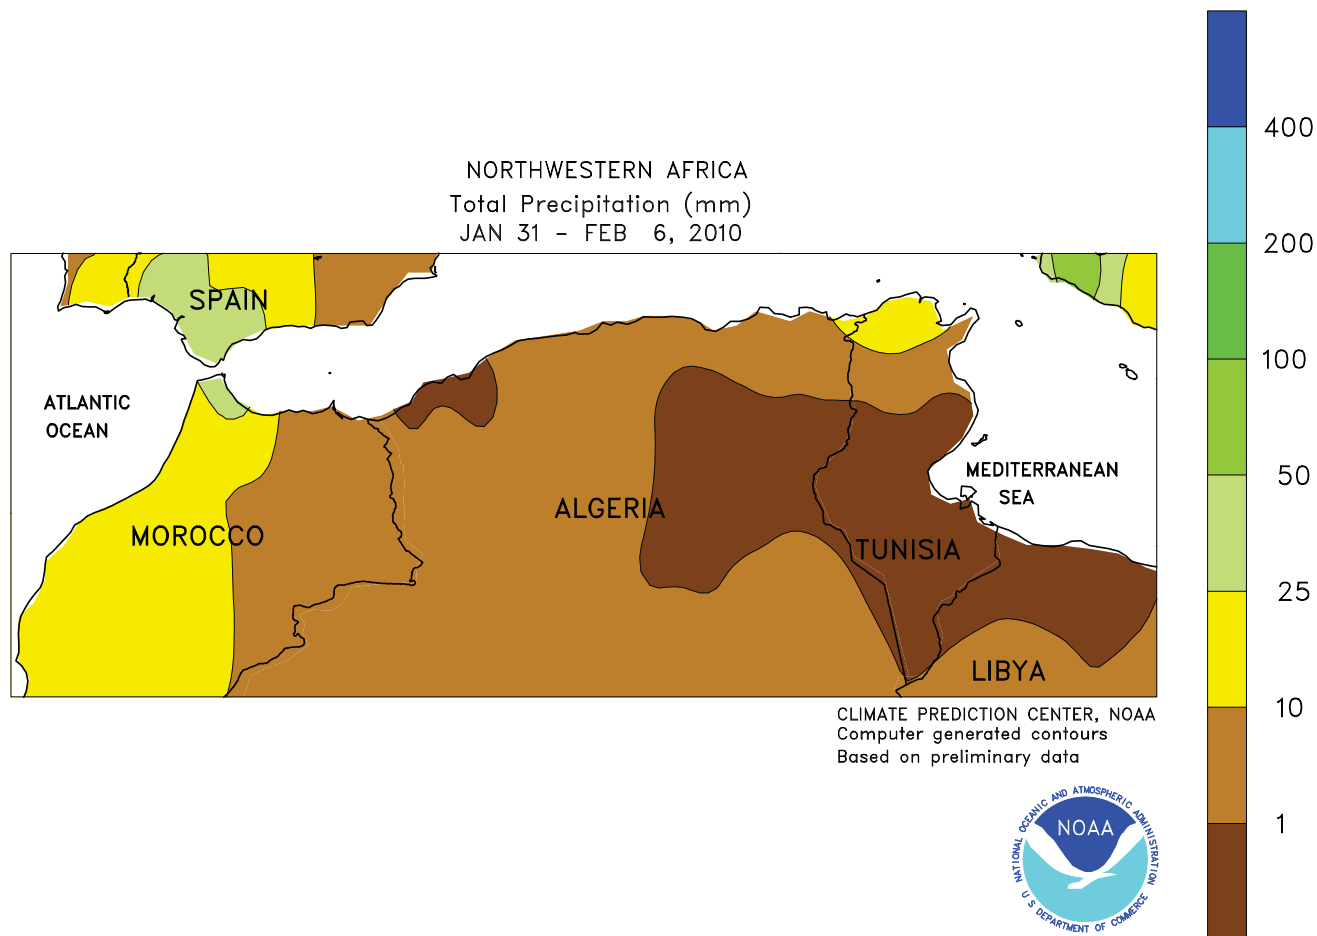 NORTHWESTERN AFRICA
Total Precipitation (mm)
JAN 31 - FEB 6, 2010
400
200
100
50
25
10
1
SPAIN
ATLANTIC
OCEAN
MEDITERRANEAN
SEA
MOROCCO
ALGERIA
TUNISIA
LIBYA
CLIMATE PREDICTION CENTER, NOAA
Computer generated contours
Based on preliminary data
NATIONAL OCEANIC AND ATMOSPHERIC ADMINISTRATION
NOAA
U S DEPARTMENT OF COMMERCE